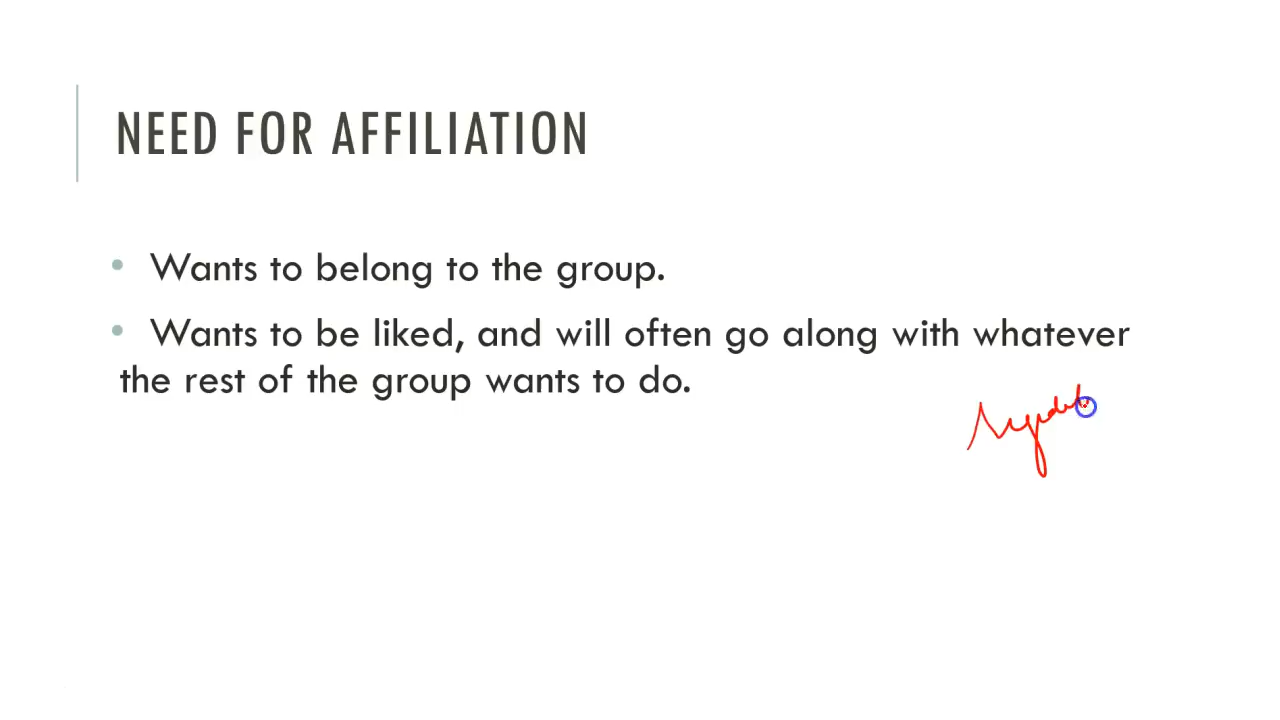 NEED FOR AFFILIATION
• Wants to belong to the group.
• Wants to be liked, and will often go along with whatever
the rest of the group wants to do.